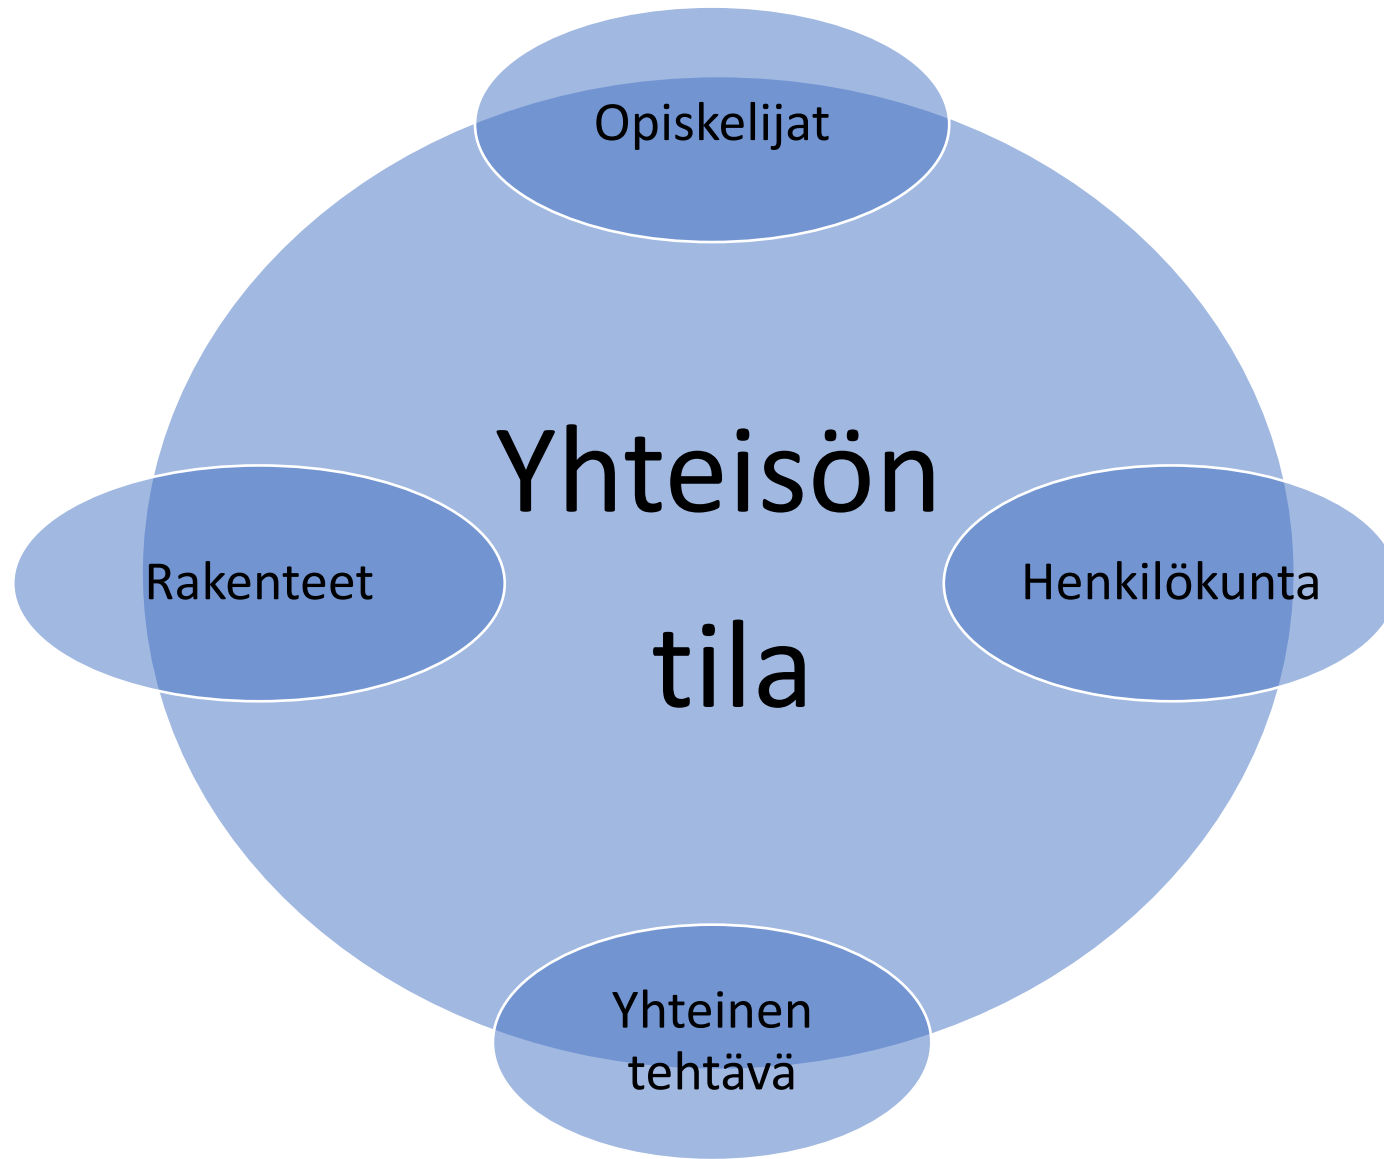 Opiskelijat
Yhteisön
tila
Rakenteet
Henkilökunta
Yhteinen
tehtävä